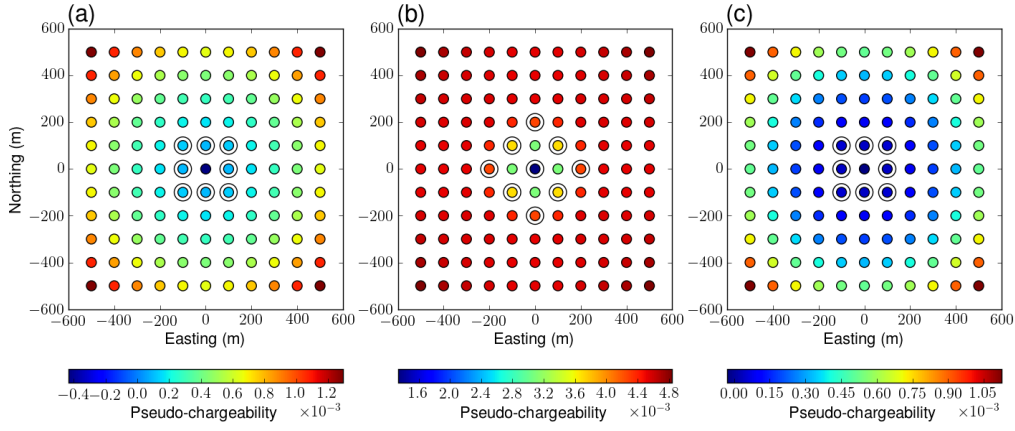 (a) (b) (c)
600 600 600
400 400 400
200 200 200
Northing (m) 0 0 0
−200 −200 −200
−400 −400 −400
−600 −600 −600
−600 −400 −200 0 200 400 600 −600 −400 −200 0 200 400 600 −600 −400 −200 0 200 400 600
Easting (m) Easting (m) Easting (m)
−0.4 −0.2 0.0 0.2 0.4 0.6 0.8 1.0 1.2 1.6 2.0 2.4 2.8 3.2 3.6 4.0 4.4 4.8 0.00 0.15 0.30 0.45 0.60 0.75 0.90 1.05
Pseudo-chargeability ×10⁻³ Pseudo-chargeability ×10⁻³ Pseudo-chargeability ×10⁻³